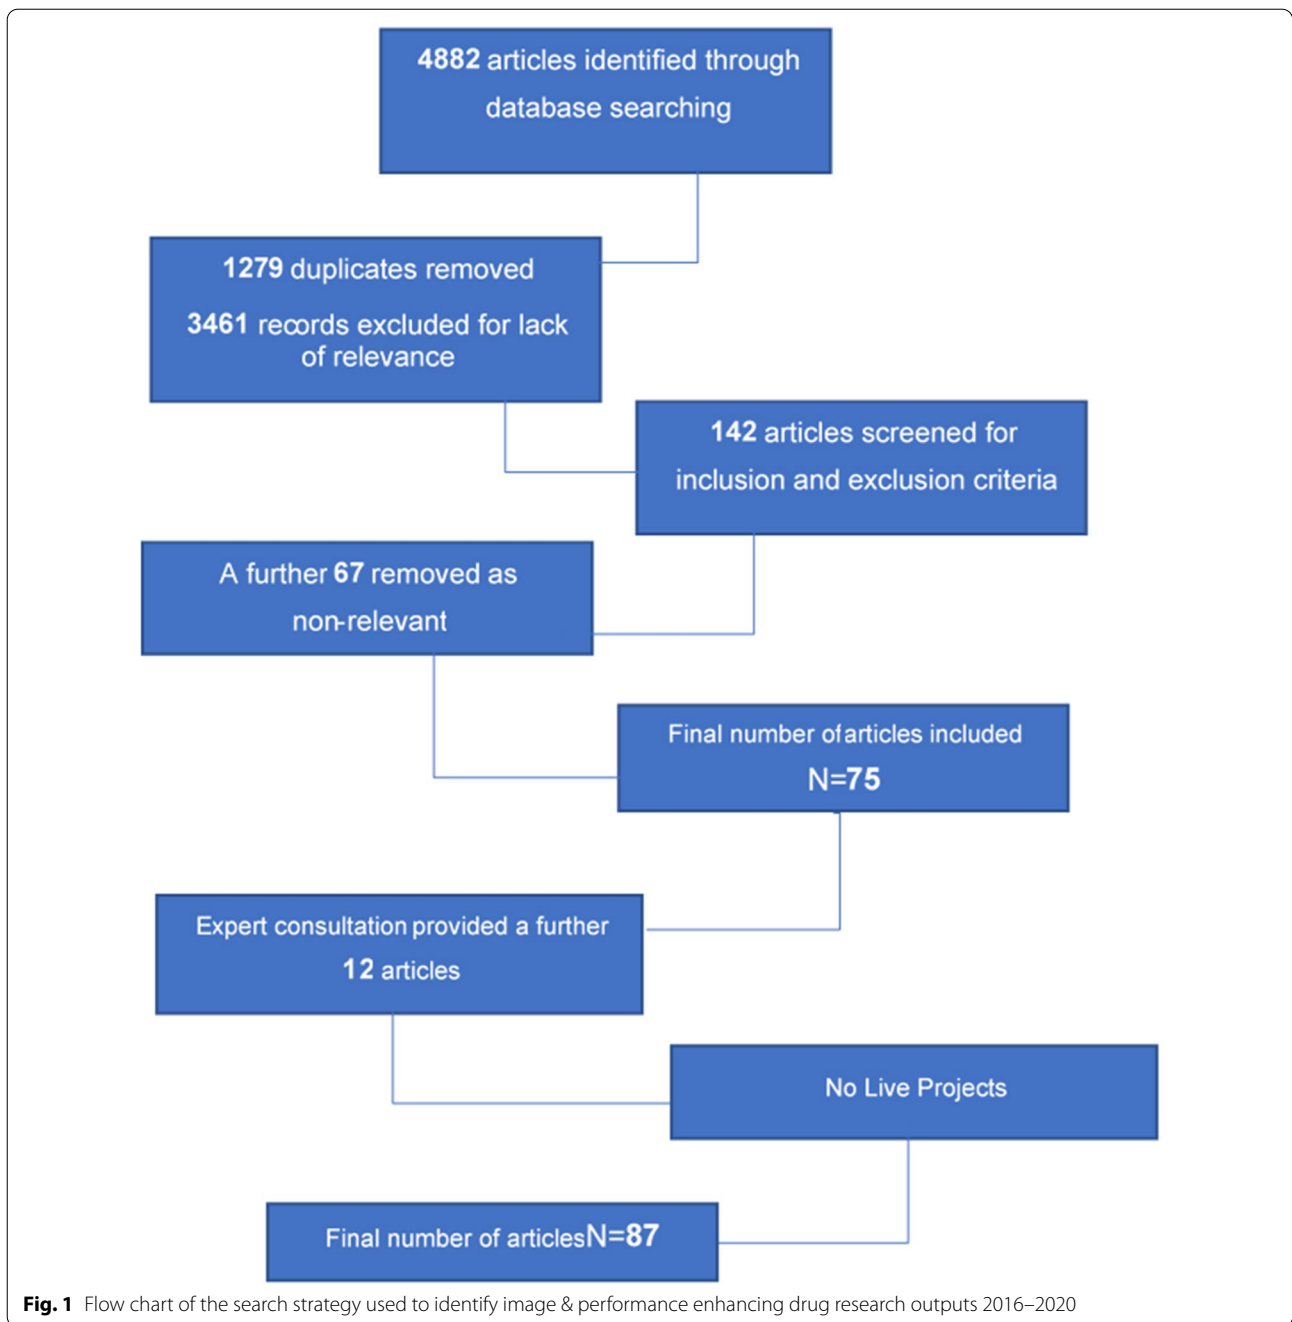 4882 articles identified through
database searching
1279 duplicates removed
3461 records excluded for lack
of relevance
142 articles screened for
inclusion and exclusion criteria
A further 67 removed as
non-relevant
Final number of articles included
N=75
Expert consultation provided a further
12 articles
No Live Projects
Final number of articles N=87
Fig. 1 Flow chart of the search strategy used to identify image & performance enhancing drug research outputs 2016–2020